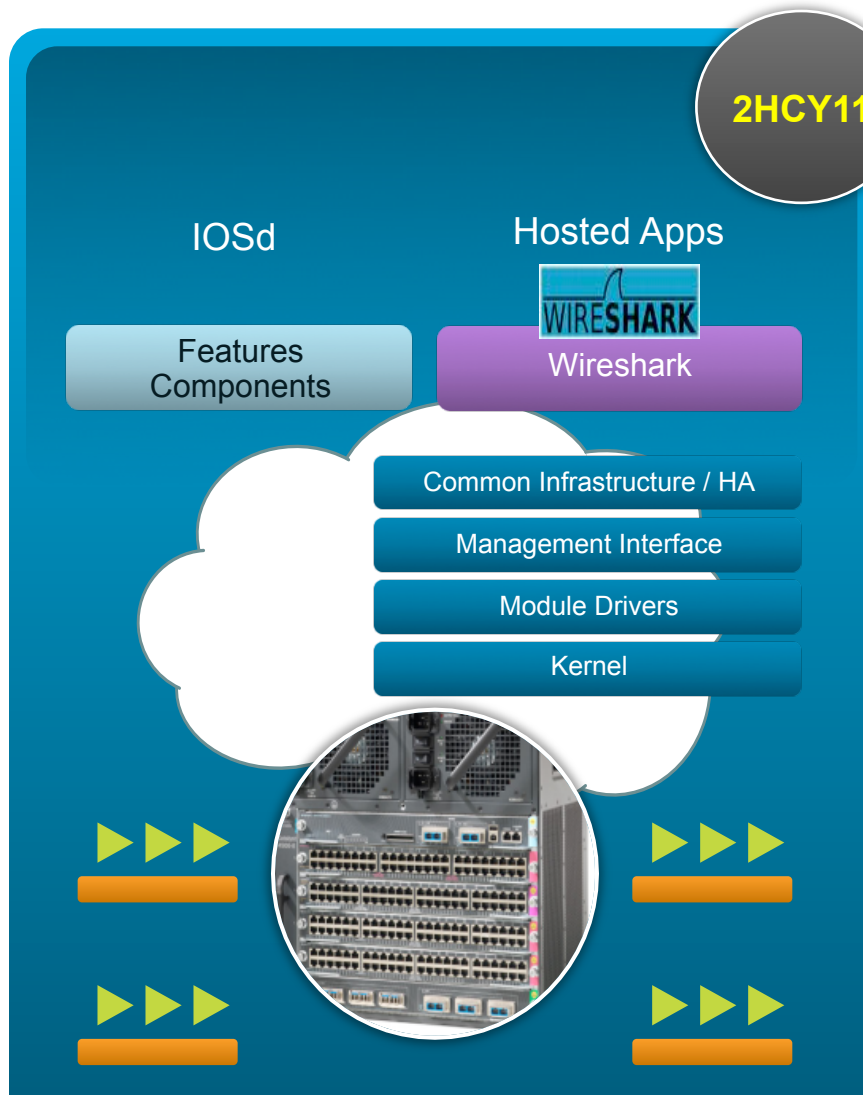 2HCY11
IOSd
Hosted Apps
WIRESHARK
Features
Components
Wireshark
Common Infrastructure / HA
Management Interface
Module Drivers
Kernel